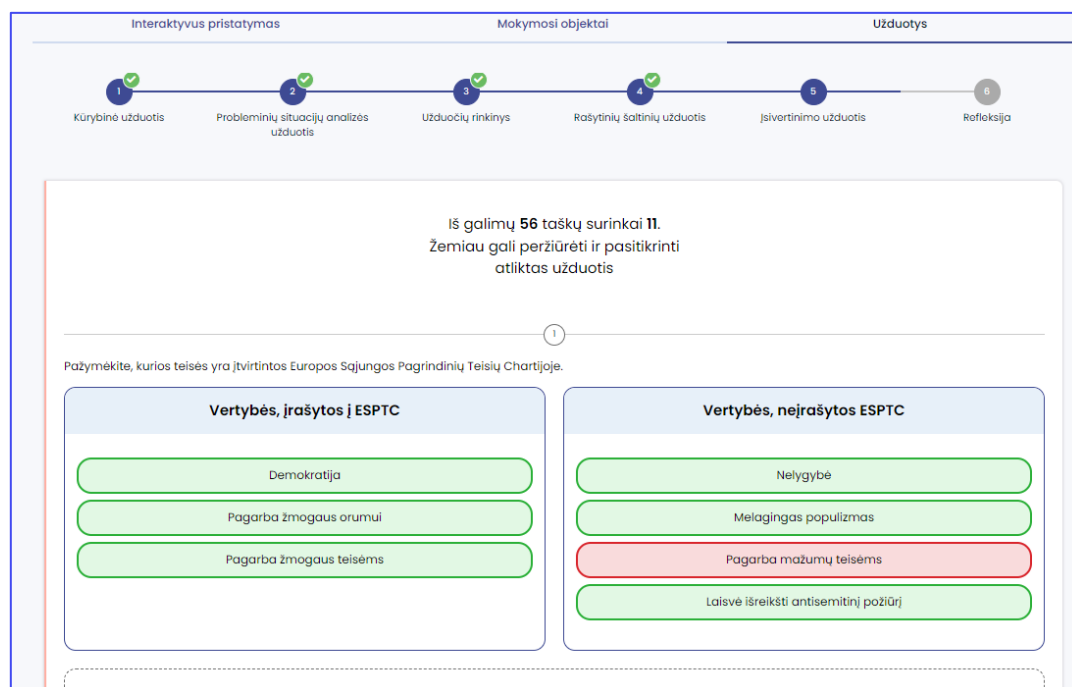 Interaktyvus pristatymas
Mokymosi objektai
Užduotys
1
2
3
4
5
6
Kūrybinė užduotis
Probleminių situacijų analizės
užduotis
Užduočių rinkinys
Rašytinių šaltinių užduotis
Įsivertinimo užduotis
Refleksija
Iš galimų 56 taškų surinkai 11.
Žemiau gali peržiūrėti ir pasitikrinti
atliktas užduotis
1
Pažymėkite, kurios teisės yra įtvirtintos Europos Sąjungos Pagrindinių Teisių Chartijoje.
Vertybės, įrašytos į ESPTC
Demokratija
Pagarba žmogaus orumui
Pagarba žmogaus teisėms
Vertybės, neįrašytos ESPTC
Nelygybė
Melagingas populizmas
Pagarba mažumų teisėms
Laisvė išreikšti antisemitinį požiūrį